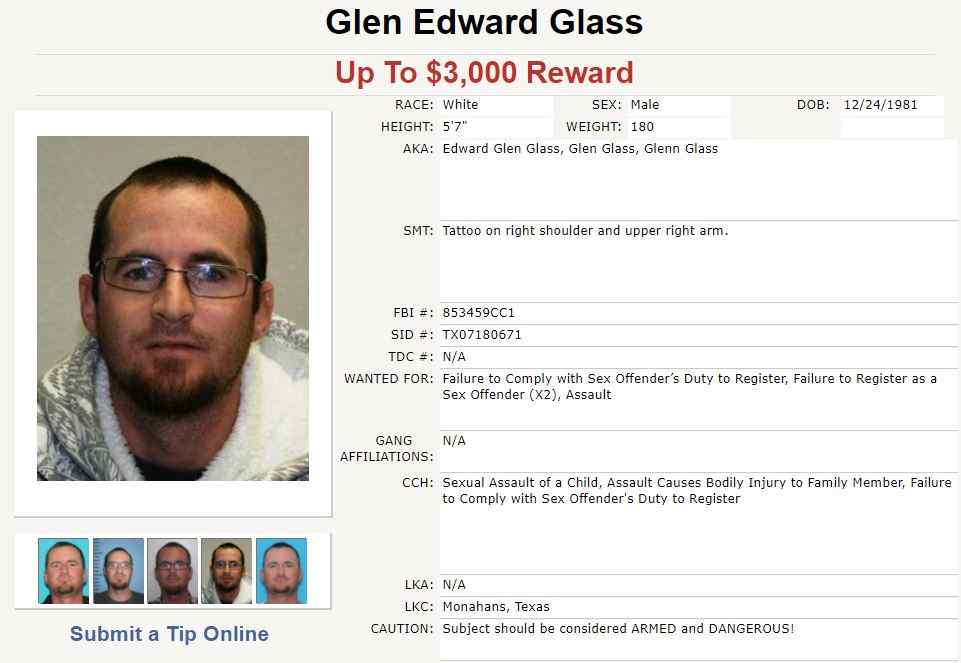 Glen Edward Glass
Up To $3,000 Reward
RACE: White SEX: Male DOB: 12/24/1981
HEIGHT: 5'7" WEIGHT: 180
AKA: Edward Glen Glass, Glen Glass, Glenn Glass
SMT: Tattoo on right shoulder and upper right arm.
FBI #: 853459CC1
SID #: TX07180671
TDC #: N/A
WANTED FOR: Failure to Comply with Sex Offender’s Duty to Register, Failure to Register as a
Sex Offender (X2), Assault
GANG N/A
AFFILIATIONS:
CCH: Sexual Assault of a Child, Assault Causes Bodily Injury to Family Member, Failure
to Comply with Sex Offender's Duty to Register
LKA: N/A
LKC: Monahans, Texas
CAUTION: Subject should be considered ARMED and DANGEROUS!
Submit a Tip Online